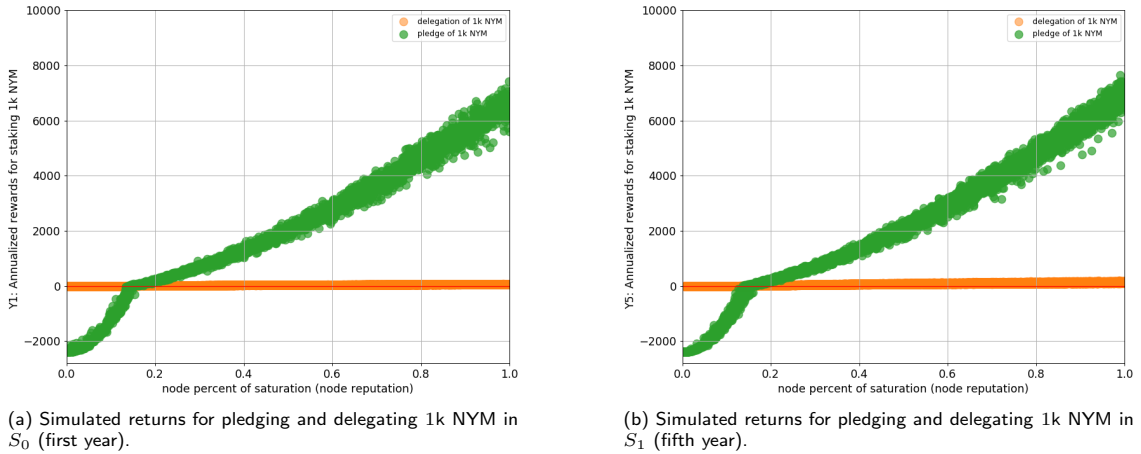 10000
8000
6000
4000
2000
0
−2000
0.0 0.2 0.4 0.6 0.8 1.0
Y1: Annualized rewards for staking 1k NYM
node percent of saturation (node reputation)
delegation of 1k NYM
pledge of 1k NYM
(a) Simulated returns for pledging and delegating 1k NYM in
S₀ (first year).
10000
8000
6000
4000
2000
0
−2000
0.0 0.2 0.4 0.6 0.8 1.0
Y5: Annualized rewards for staking 1k NYM
node percent of saturation (node reputation)
delegation of 1k NYM
pledge of 1k NYM
(b) Simulated returns for pledging and delegating 1k NYM in
S₁ (fifth year).